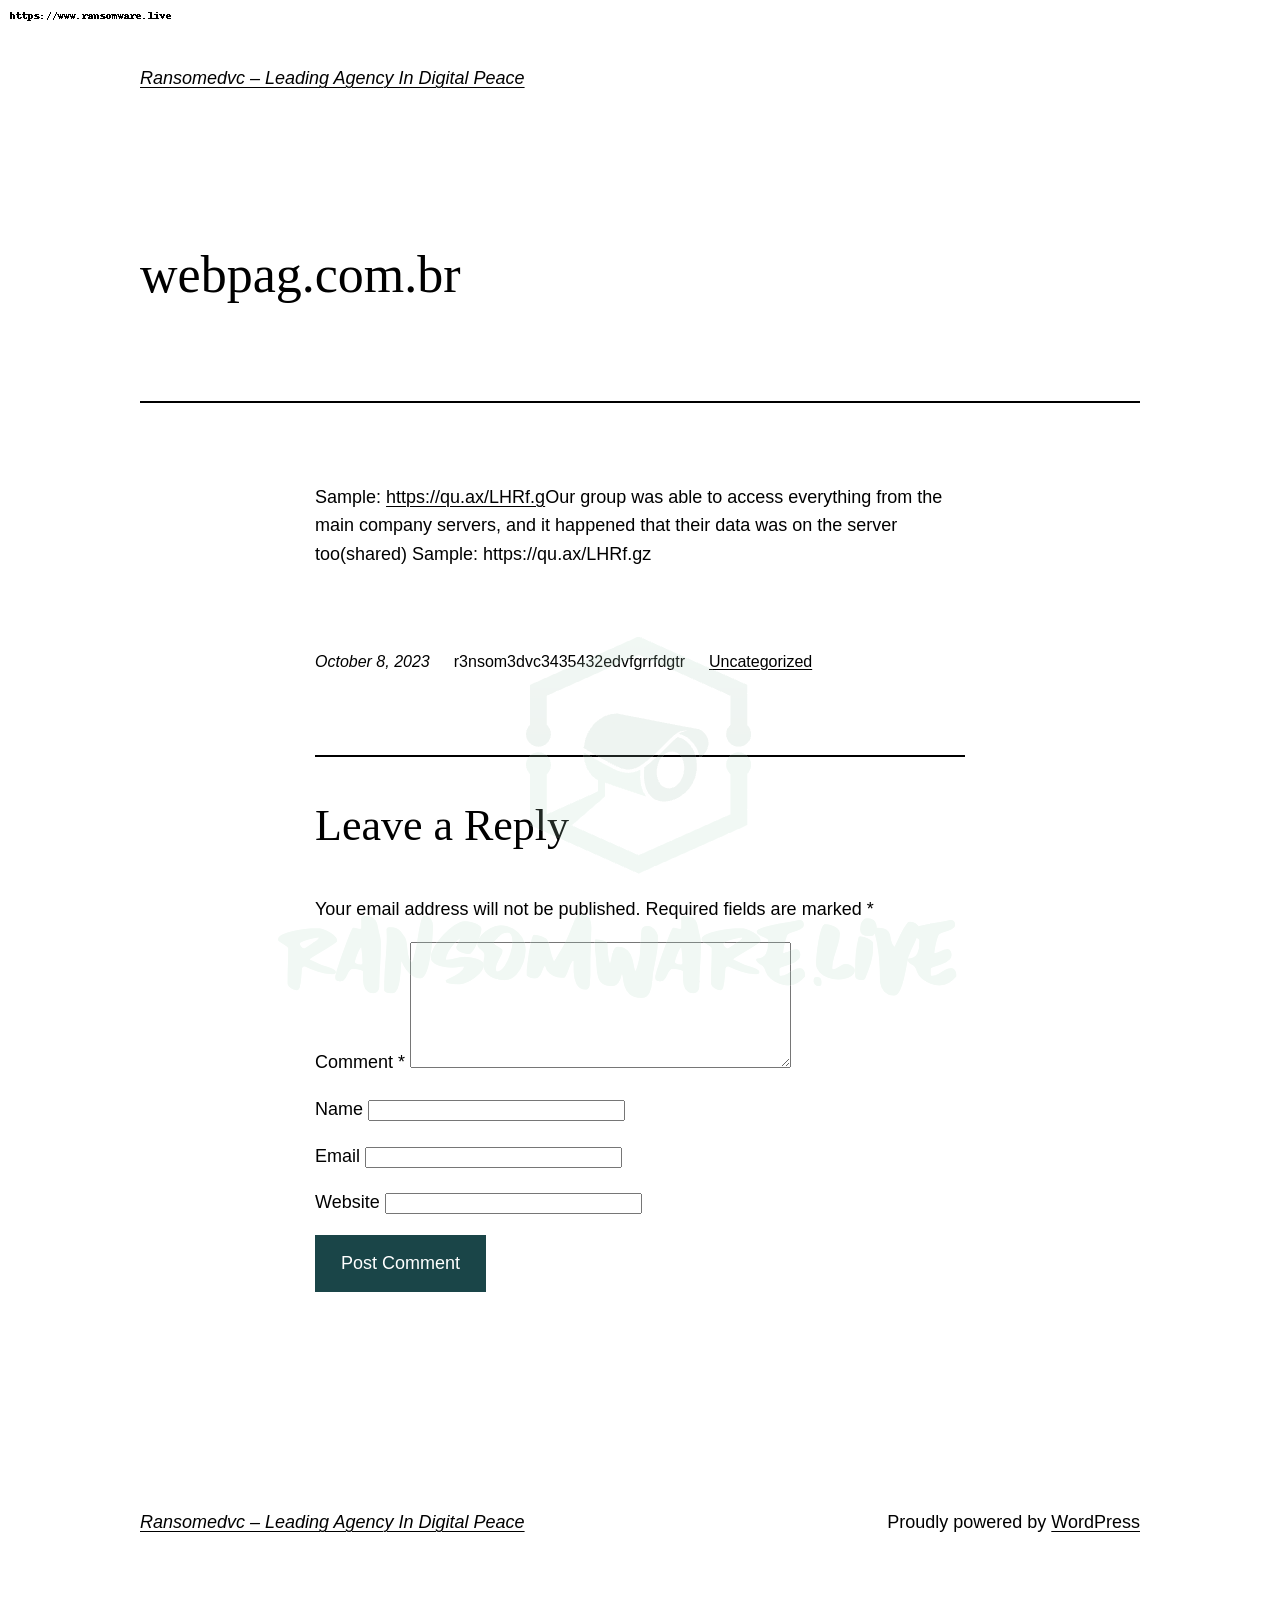 https://www.ransomware.live
Ransomedvc – Leading Agency In Digital Peace
webpag.com.br
Sample: https://qu.ax/LHRf.gOur group was able to access everything from the
main company servers, and it happened that their data was on the server
too(shared) Sample: https://qu.ax/LHRf.gz
October 8, 2023 r3nsom3dvc3435432edvfgrrfdgtr Uncategorized
Leave a Reply
Your email address will not be published. Required fields are marked *
RANSOMWARE.LIVE
Comment *
Name
Email
Website
Post Comment
Ransomedvc – Leading Agency In Digital Peace Proudly powered by WordPress